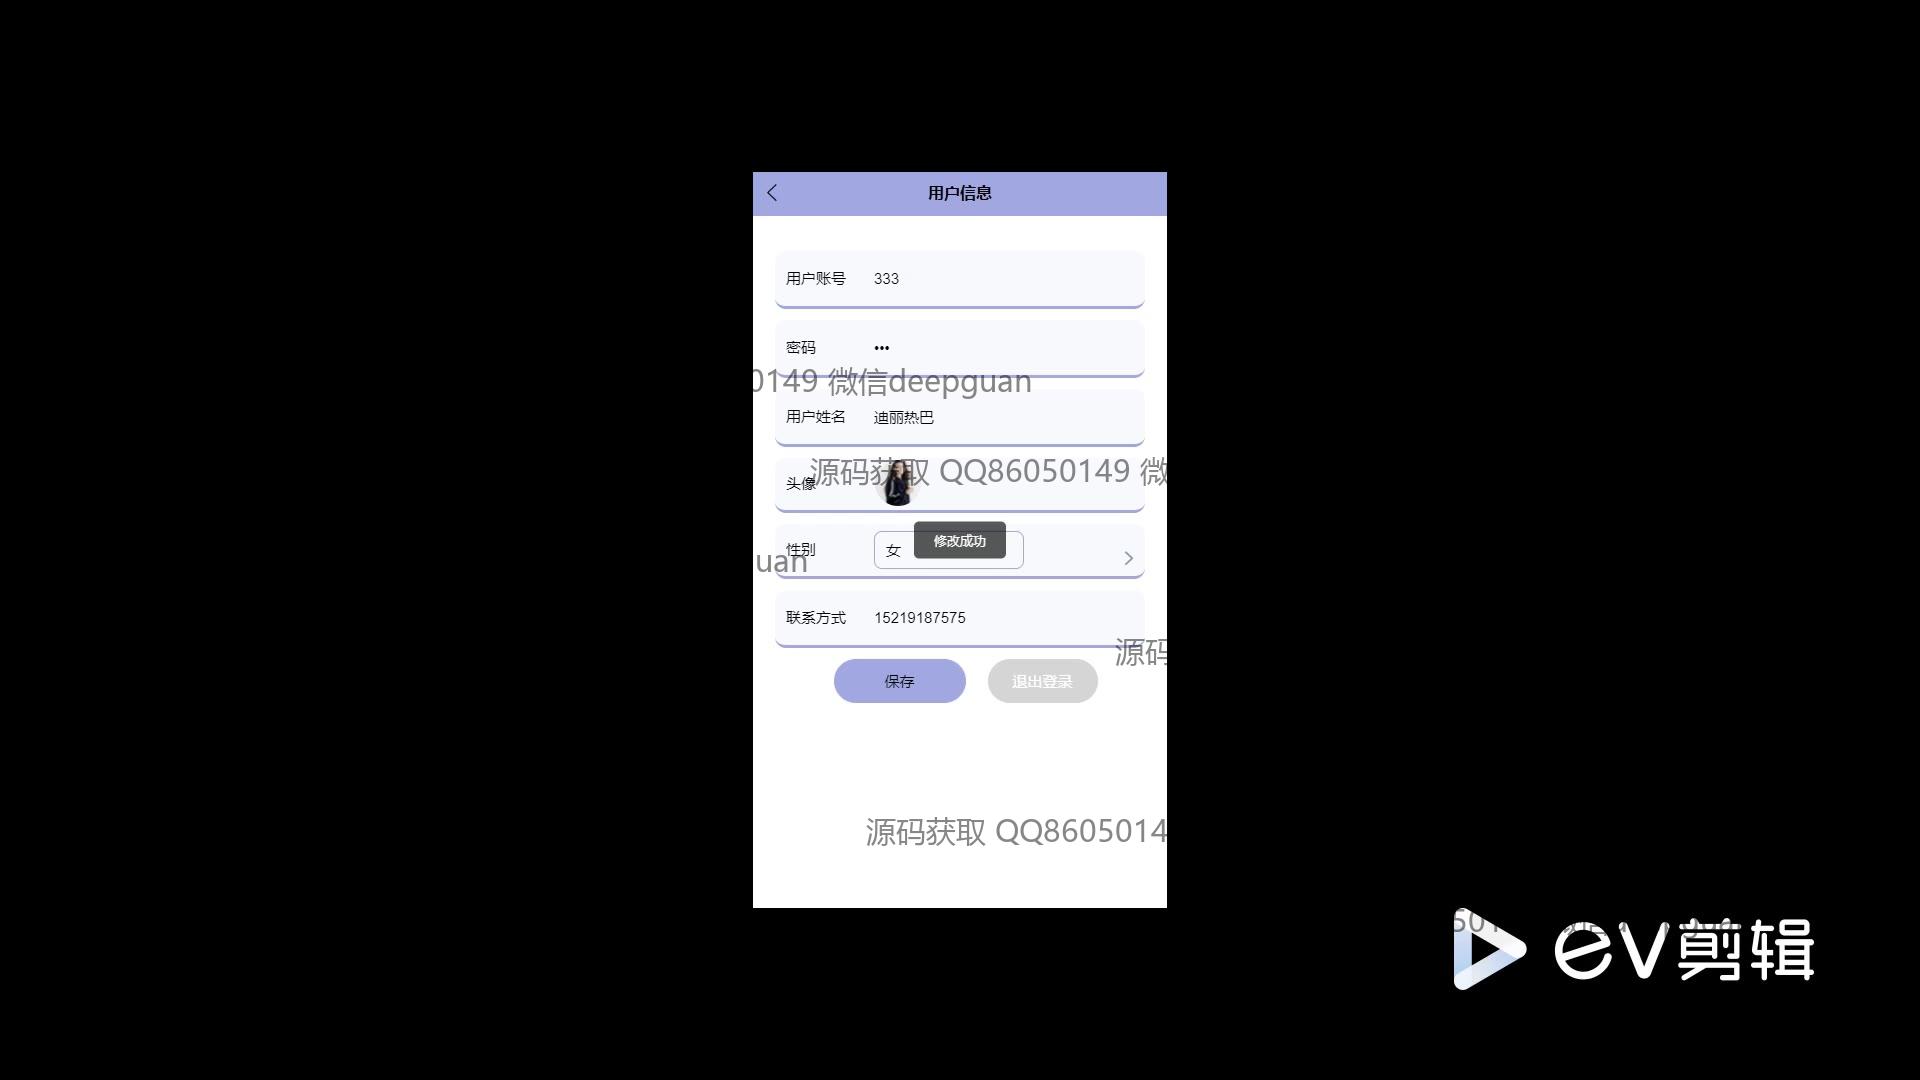 用户信息
用户账号 333
密码 •••
0149 微信deepguan
用户姓名 迪丽热巴
源码获取 QQ86050149 微
头像
修改成功
性别 女
uan
联系方式 15219187575
源码
保存 退出登录
源码获取 QQ8605014
ev剪辑